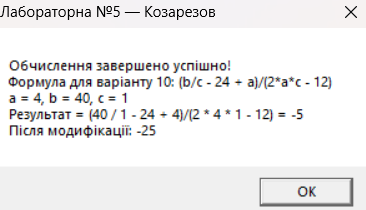 Лабораторна №5 — Козарезов
Обчислення завершено успішно!
Формула для варіанту 10: (b/c - 24 + a)/(2*a*c - 12)
a = 4, b = 40, c = 1
Результат = (40 / 1 - 24 + 4)/(2 * 4 * 1 - 12) = -5
Після модифікації: -25
OK